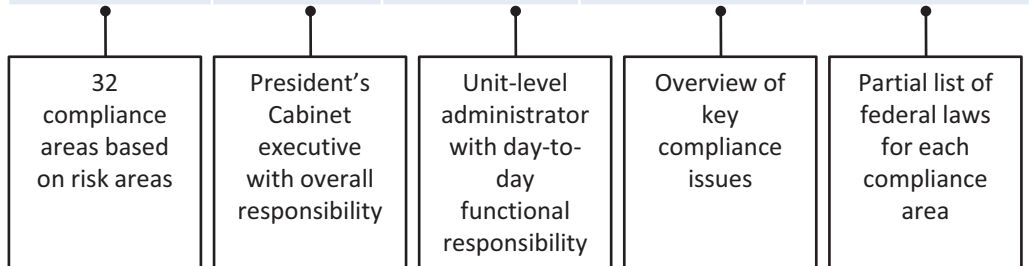 32
compliance
areas based
on risk areas
President’s
Cabinet
executive
with overall
responsibility
Unit-level
administrator
with day-to-
day
functional
responsibility
Overview of
key
compliance
issues
Partial list of
federal laws
for each
compliance
area